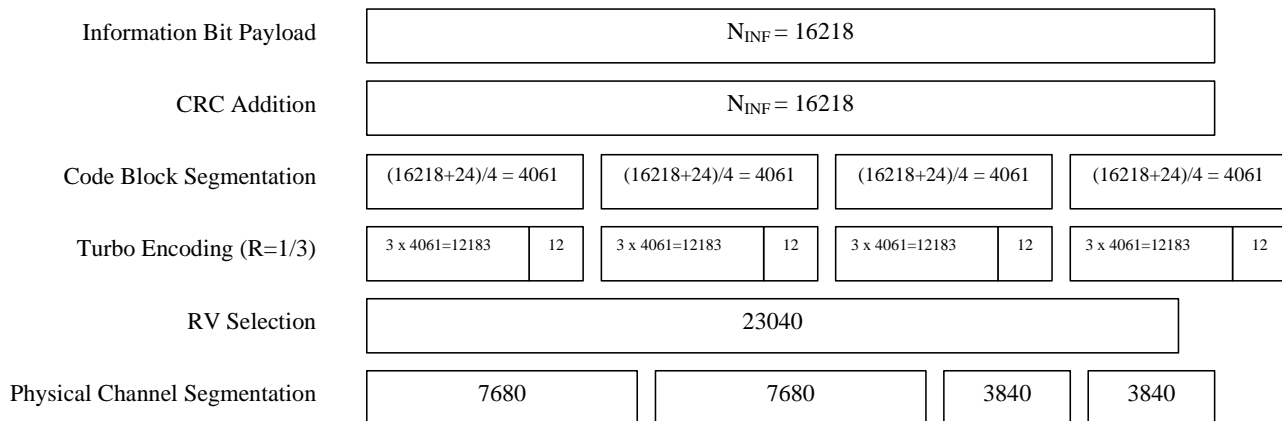 Information Bit Payload N_INF = 16218
CRC Addition N_INF = 16218
Code Block Segmentation (16218+24)/4 = 4061 (16218+24)/4 = 4061 (16218+24)/4 = 4061 (16218+24)/4 = 4061
Turbo Encoding (R=1/3) 3 x 4061=12183 12 3 x 4061=12183 12 3 x 4061=12183 12 3 x 4061=12183 12
RV Selection 23040
Physical Channel Segmentation 7680 7680 3840 3840